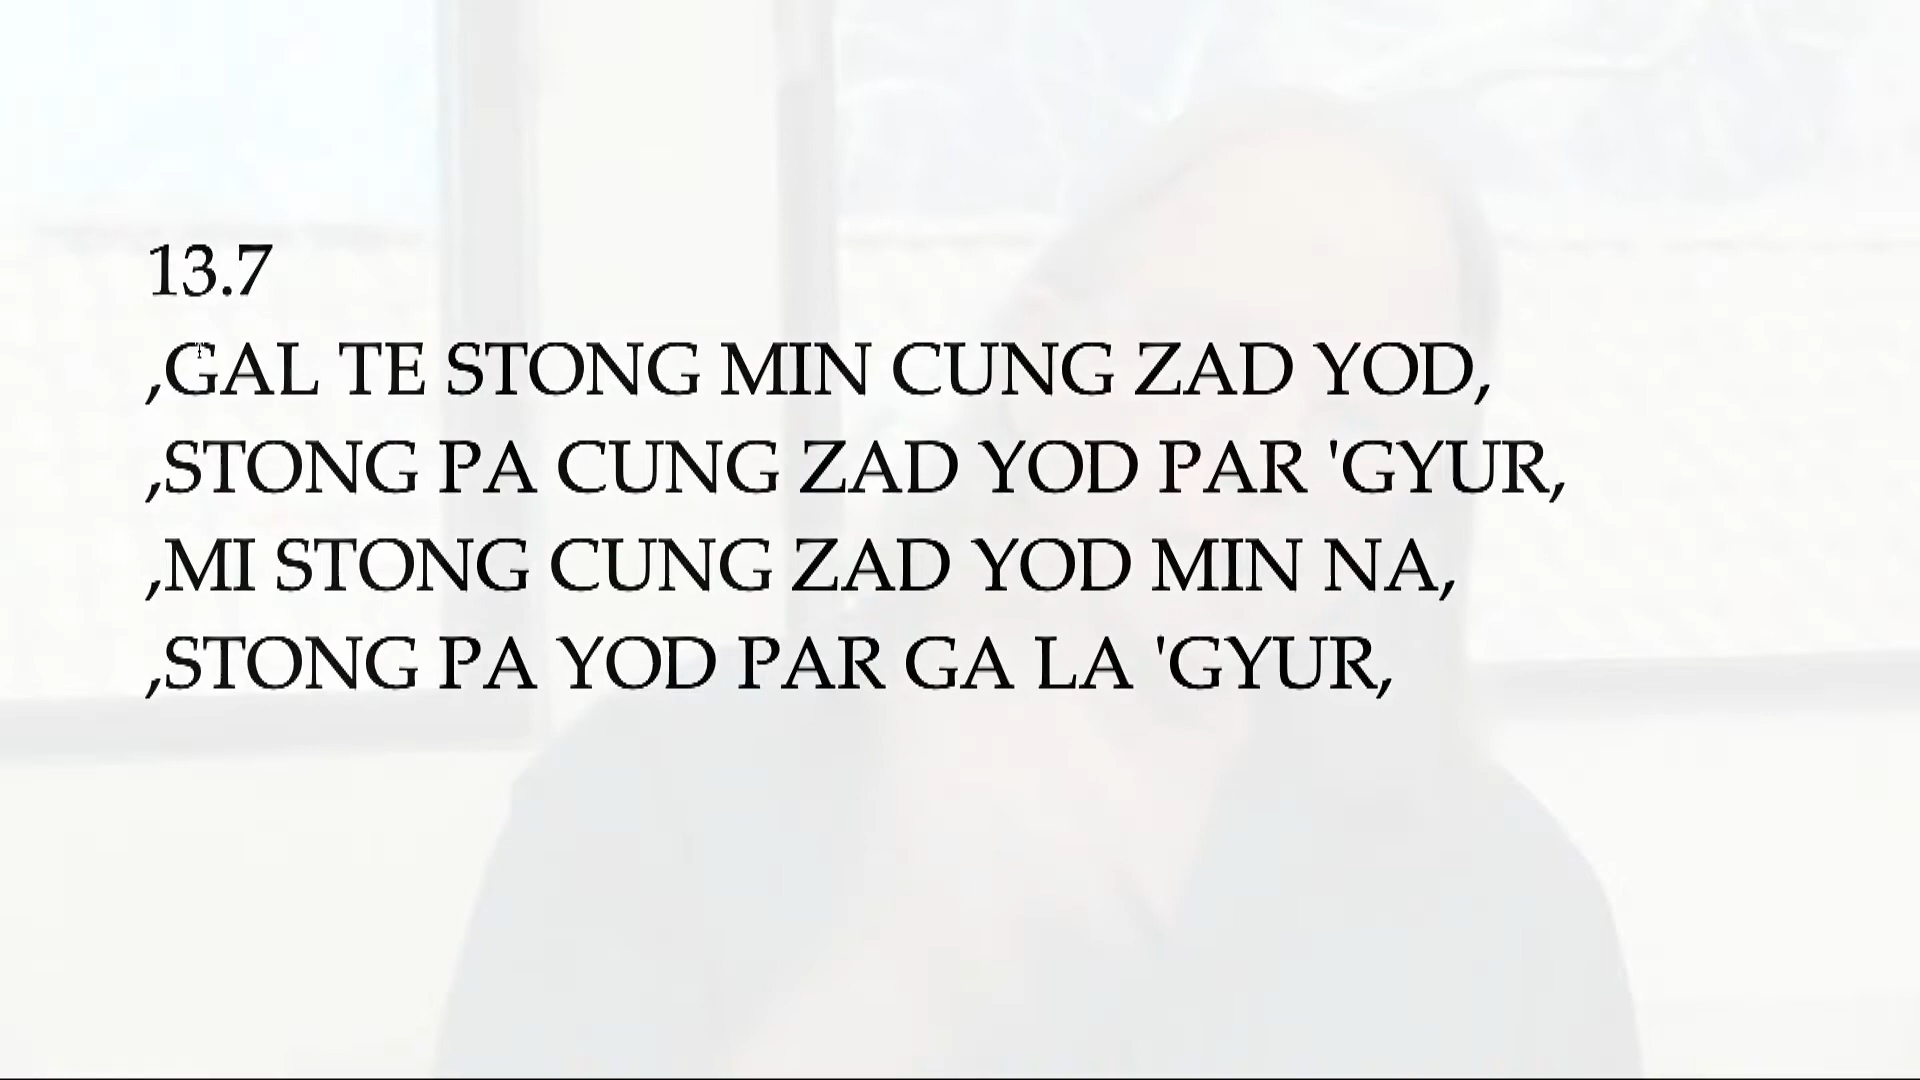 13.7
,GAL TE STONG MIN CUNG ZAD YOD,
,STONG PA CUNG ZAD YOD PAR 'GYUR,
,MI STONG CUNG ZAD YOD MIN NA,
,STONG PA YOD PAR GA LA 'GYUR,